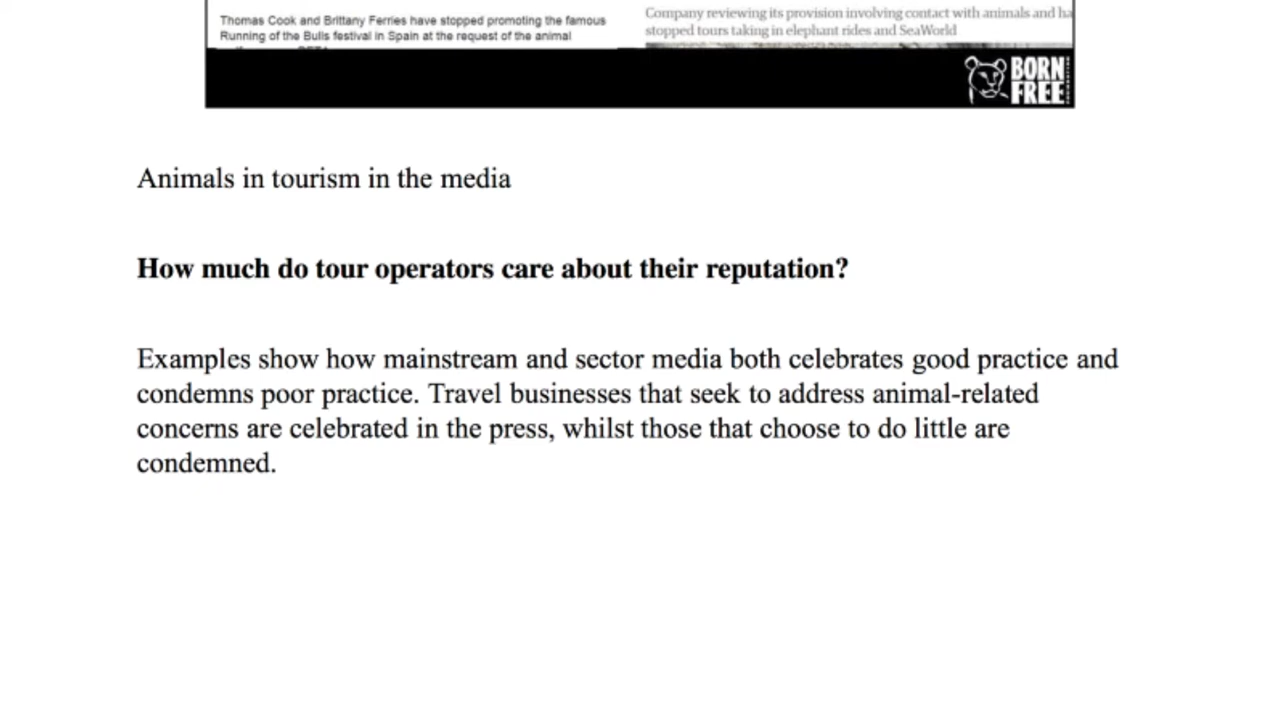 Thomas Cook and Brittany Ferries have stopped promoting the famous
Running of the Bulls festival in Spain at the request of the animal
Company reviewing its provision involving contact with animals and ha
stopped tours taking in elephant rides and SeaWorld
BORN
FREE
Animals in tourism in the media
How much do tour operators care about their reputation?
Examples show how mainstream and sector media both celebrates good practice and
condemns poor practice. Travel businesses that seek to address animal-related
concerns are celebrated in the press, whilst those that choose to do little are
condemned.